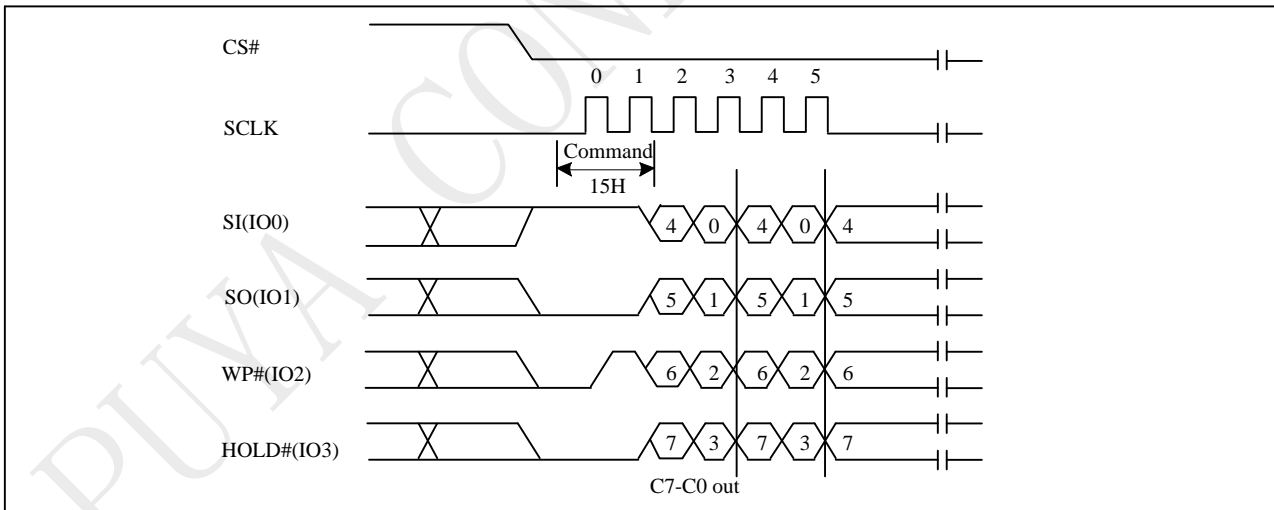 PUYA CON
CS#
0 1 2 3 4 5
SCLK
Command
15H
SI(IO0) 4 0 4 0 4
SO(IO1) 5 1 5 1 5
WP#(IO2) 6 2 6 2 6
HOLD#(IO3) 7 3 7 3 7
C7-C0 out